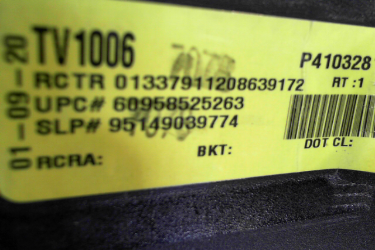 01-09-20
TV1006
P410328
RCTR 01337911208639172 RT :1
UPC# 60958525263
SLP# 95149039774
RCRA: BKT: DOT CL: